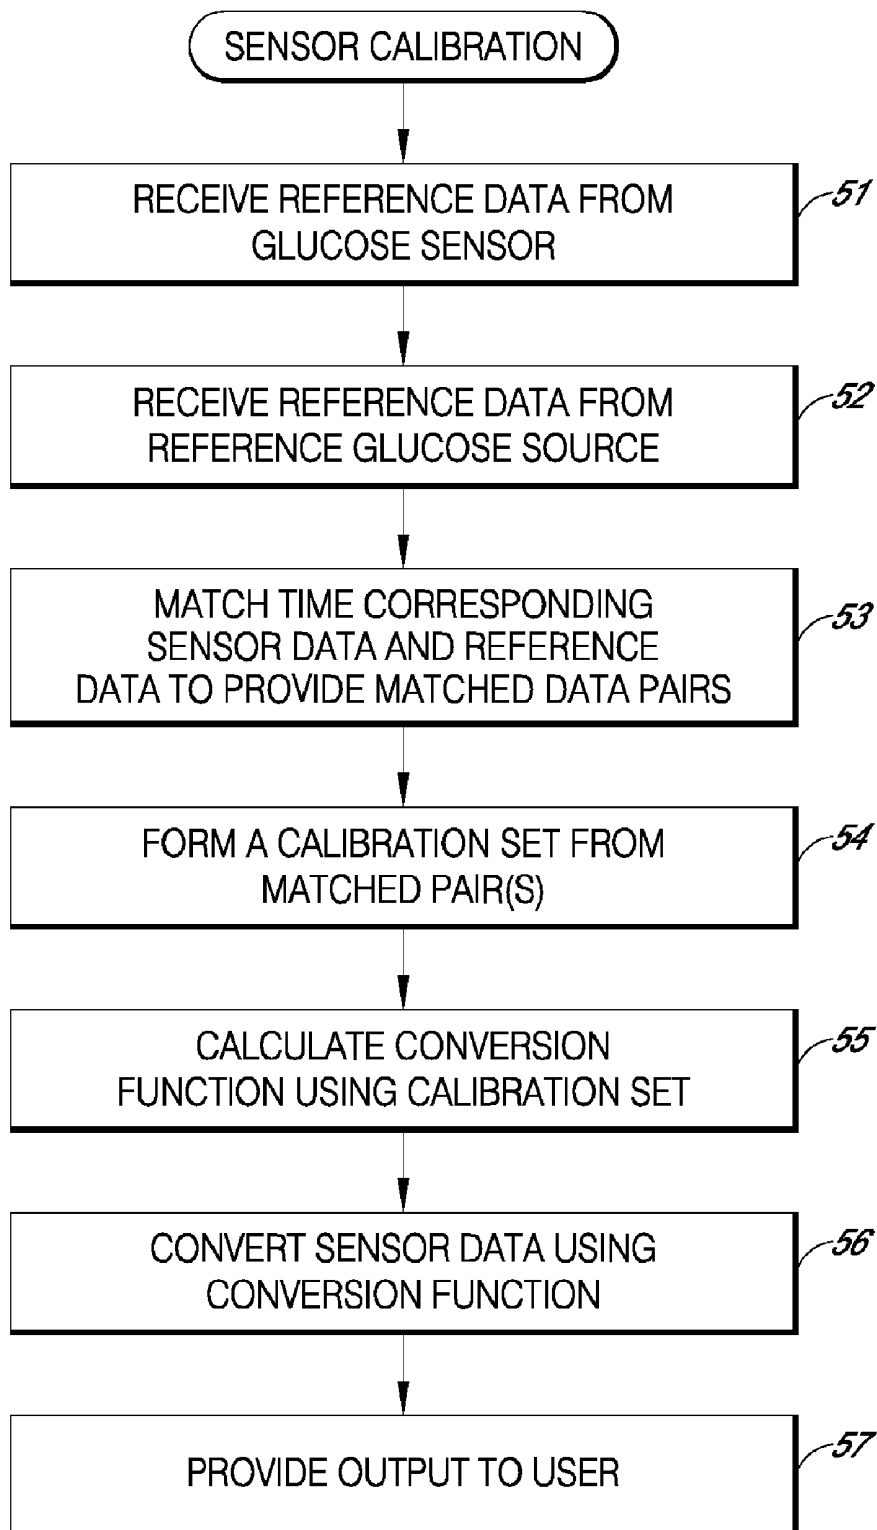 SENSOR CALIBRATION
RECEIVE REFERENCE DATA FROM
GLUCOSE SENSOR
51
RECEIVE REFERENCE DATA FROM
REFERENCE GLUCOSE SOURCE
52
MATCH TIME CORRESPONDING
SENSOR DATA AND REFERENCE
DATA TO PROVIDE MATCHED DATA PAIRS
53
FORM A CALIBRATION SET FROM
MATCHED PAIR(S)
54
CALCULATE CONVERSION
FUNCTION USING CALIBRATION SET
55
CONVERT SENSOR DATA USING
CONVERSION FUNCTION
56
PROVIDE OUTPUT TO USER
57